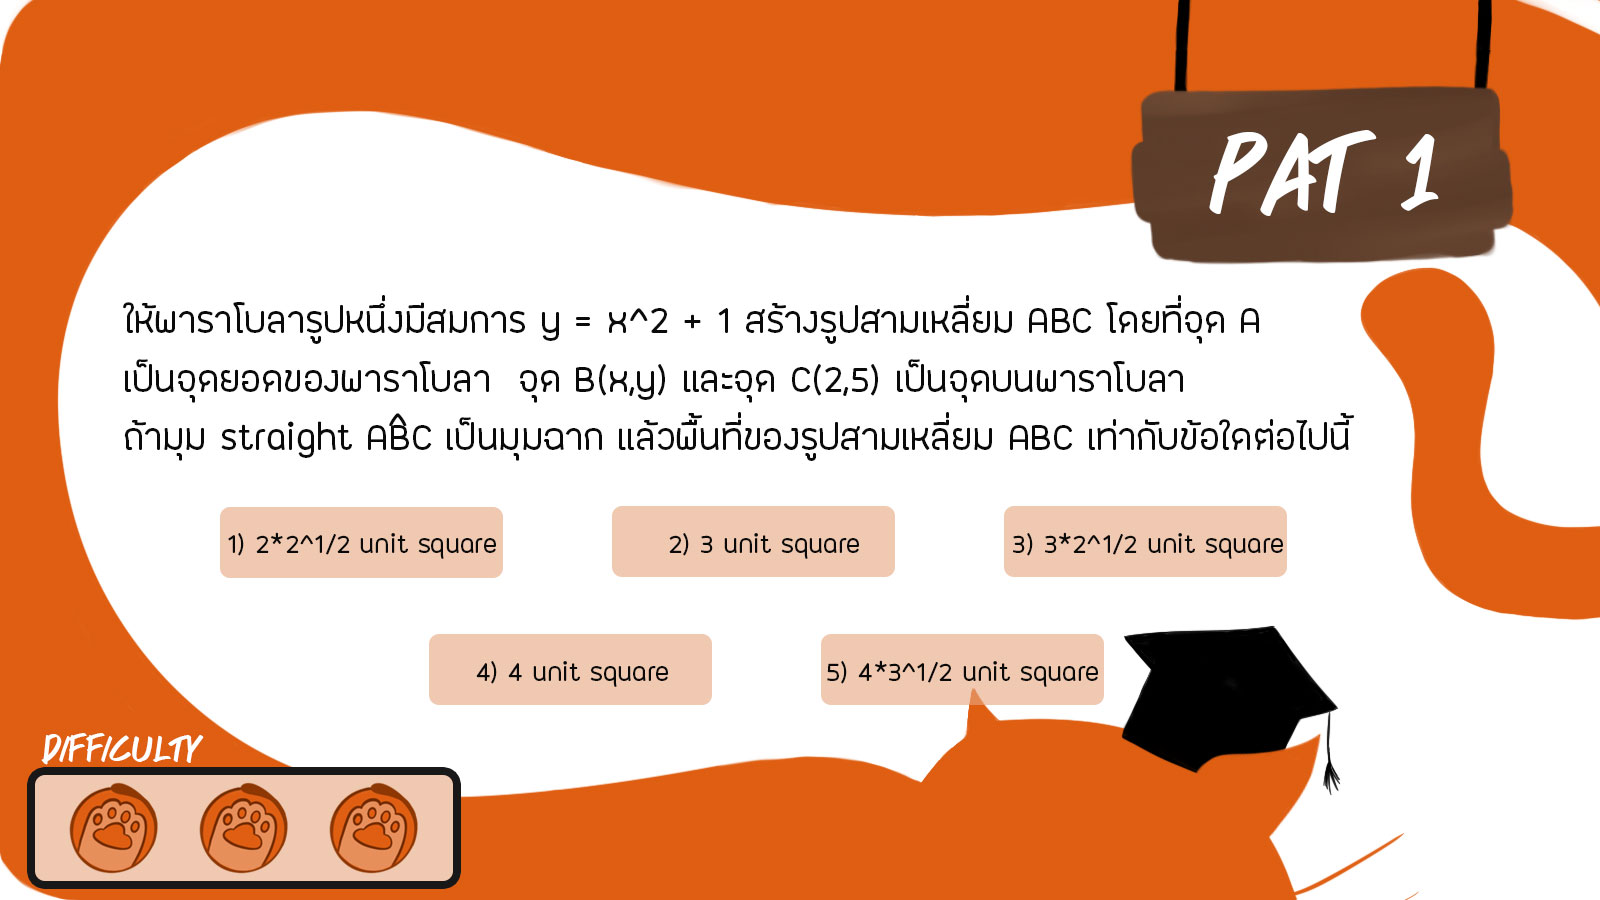 PAT 1
ให้พาราโบลารูปหนึ่งมีสมการ y = x^2 + 1 สร้างรูปสามเหลี่ยม ABC โดยที่จุด A
เป็นจุดยอดของพาราโบลา จุด B(x,y) และจุด C(2,5) เป็นจุดบนพาราโบลา
ถ้ามุม straight AB̂C เป็นมุมฉาก แล้วพื้นที่ของรูปสามเหลี่ยม ABC เท่ากับข้อใดต่อไปนี้
1) 2*2^1/2 unit square
2) 3 unit square
3) 3*2^1/2 unit square
4) 4 unit square
5) 4*3^1/2 unit square
DIFFICULTY